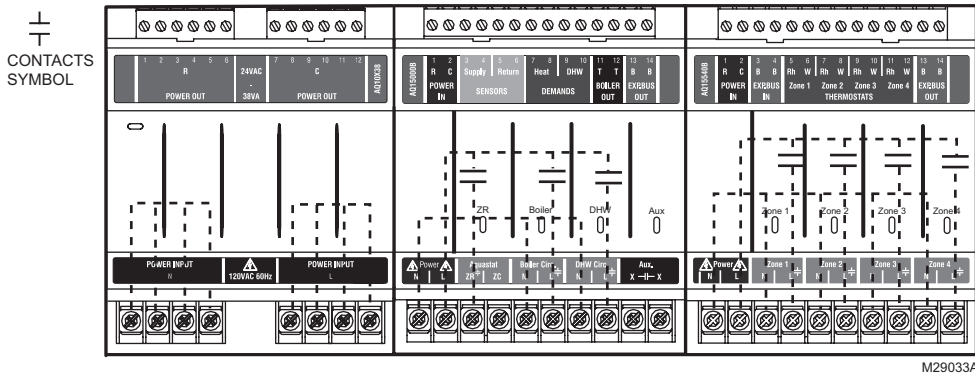 CONTACTS
SYMBOL
1 2 3 4 5 6 7 8 9 10 11 12
R 24VAC C
- 
POWER OUT 38VA POWER OUT
AQ10X38
POWER INPUT POWER INPUT
N 120VAC 60Hz L
AQ15000B
1 2 3 4 5 6 7 8 9 10 11 12 13 14
R C Supply Return Heat DHW T T B B
POWER IN SENSORS DEMANDS BOILER OUT EXP.BUS OUT
ZR Boiler DHW Aux
Power Aquastat Boiler Circ. DHW Circ. Aux.
N L ZR ZC N L N L X X
AQ15540B
1 2 3 4 5 6 7 8 9 10 11 12 13 14
R C B B Rh W Rh W Rh W Rh W B B
POWER IN EXP.BUS IN Zone 1 Zone 2 Zone 3 Zone 4 EXP.BUS OUT
THERMOSTATS
Zone 1 Zone 2 Zone 3 Zone 4
Power Zone 1 Zone 2 Zone 3 Zone 4
N L N L N L N L N L
M29033A